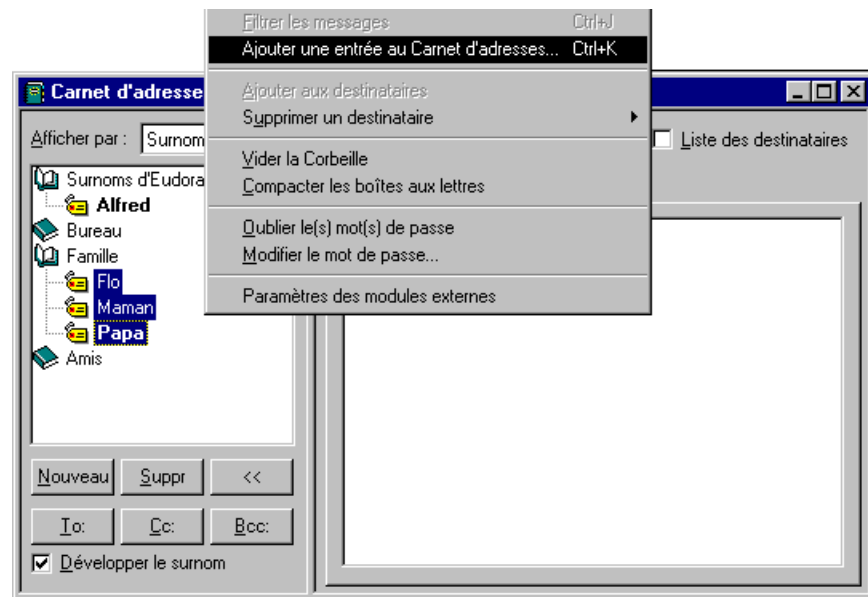 Filtrer les messages Ctrl+J
Ajouter une entrée au Carnet d'adresses... Ctrl+K
Ajouter aux destinataires
Supprimer un destinataire
Vider la Corbeille
Compacter les boîtes aux lettres
Oublier le(s) mot(s) de passe
Modifier le mot de passe...
Paramètres des modules externes
Carnet d'adresse
Afficher par : Surnom
Liste des destinataires
Surnoms d'Eudora
Alfred
Bureau
Famille
Flo
Maman
Papa
Amis
Nouveau Suppr <<
To: Cc: Bcc:
Développer le surnom